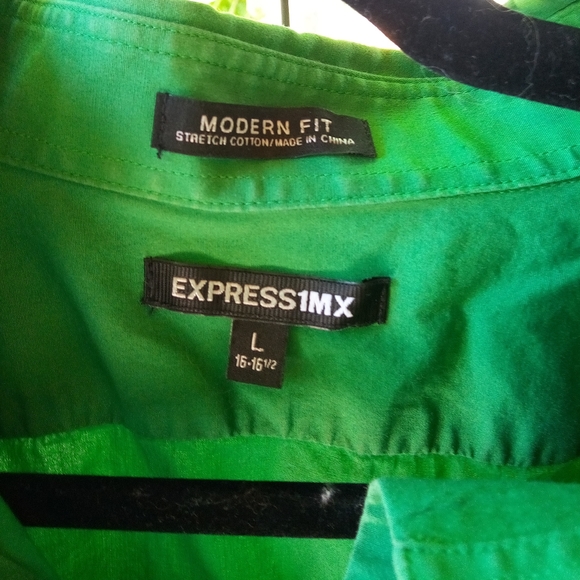 MODERN FIT
STRETCH COTTON/MADE IN CHINA
EXPRESS1MX
L
16-16 1/2